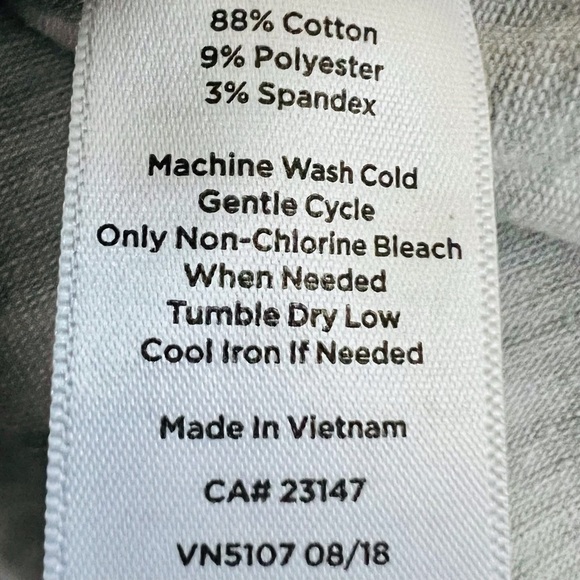 88% Cotton
9% Polyester
3% Spandex
Machine Wash Cold
Gentle Cycle
Only Non-Chlorine Bleach
When Needed
Tumble Dry Low
Cool Iron If Needed
Made In Vietnam
CA# 23147
VN5107 08/18